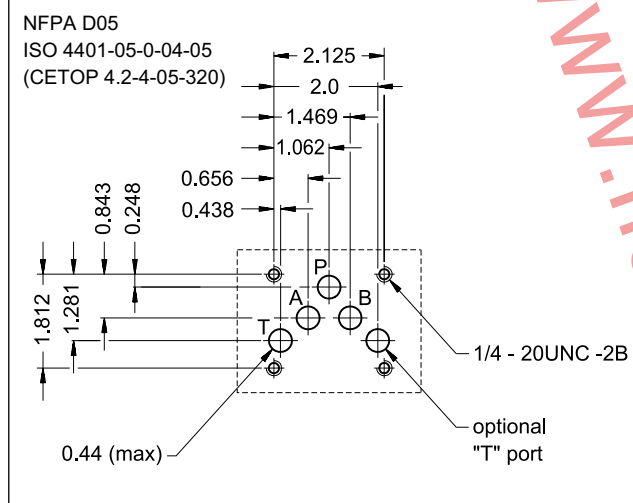 NFPA D05
ISO 4401-05-0-04-05
(CETOP 4.2-4-05-320)
2.125
2.0
1.469
1.062
0.656
0.438
0.843
0.248
1.812
1.281
P
A
B
T
1/4 - 20UNC -2B
0.44 (max)
optional
"T" port
www.